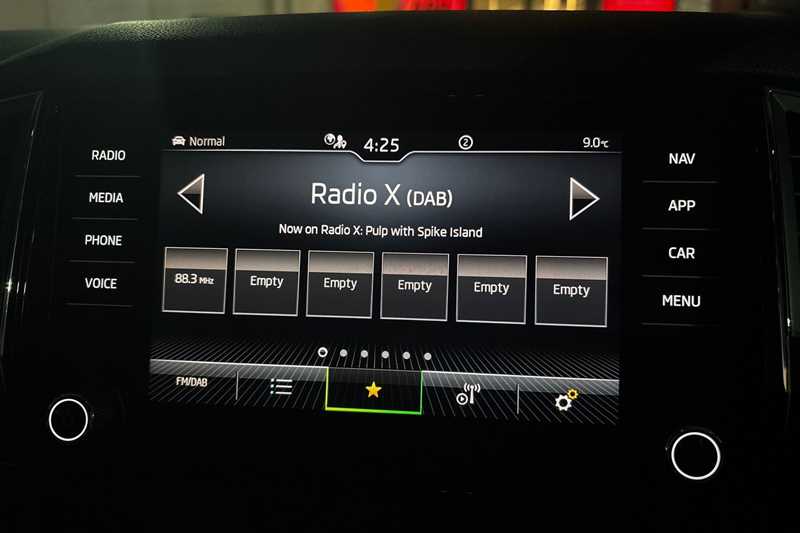 Normal
4:25
2
9.0°C
RADIO
MEDIA
PHONE
VOICE
Radio X (DAB)
Now on Radio X: Pulp with Spike Island
88.3 MHz
Empty
Empty
Empty
Empty
Empty
FM/DAB
NAV
APP
CAR
MENU